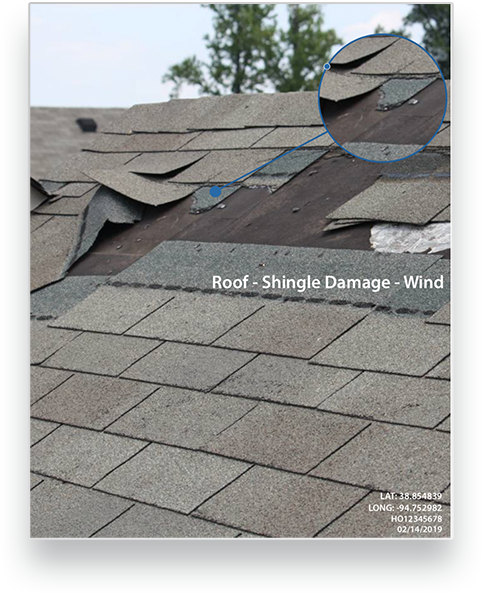 Roof - Shingle Damage - Wind
LAT: 38.854839
LONG: -94.752982
HO12345678
02/14/2019